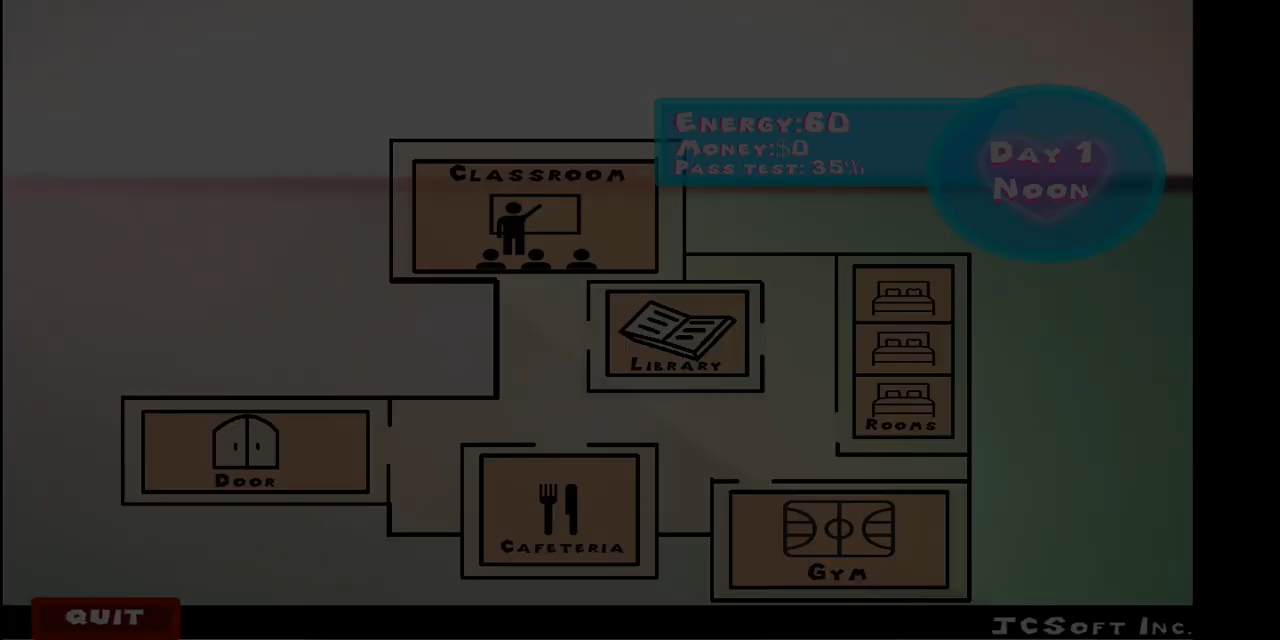 Energy:60
Money:$0
Pass test: 35%
Day 1
Noon
Classroom
Library
Rooms
Door
Cafeteria
Gym
QUIT
JCSoft Inc.